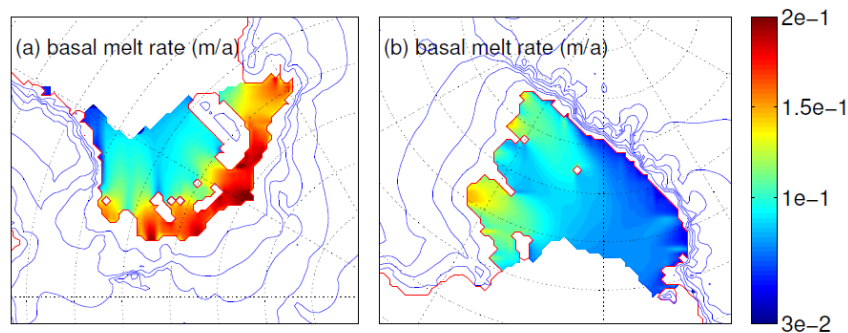 (a) basal melt rate (m/a)
(b) basal melt rate (m/a)
2e−1
1.5e−1
1e−1
3e−2